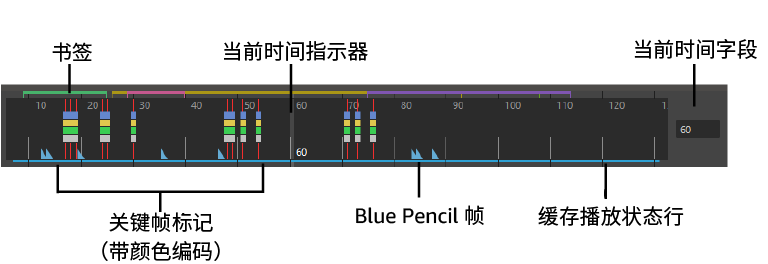 书签
当前时间指示器
当前时间字段
10 20 30 40 50 60 70 80 90 100 110 120 1
60
60
关键帧标记
（带颜色编码）
Blue Pencil 帧
缓存播放状态行